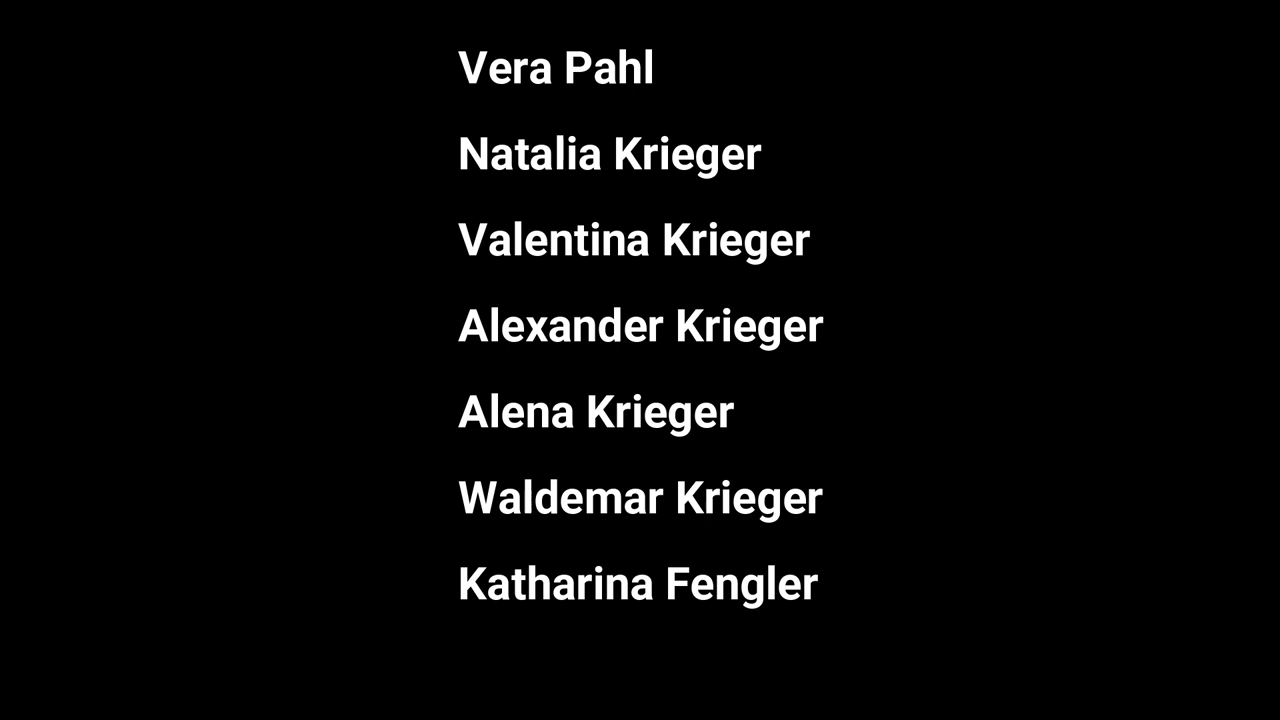 Vera Pahl
Natalia Krieger
Valentina Krieger
Alexander Krieger
Alena Krieger
Waldemar Krieger
Katharina Fengler